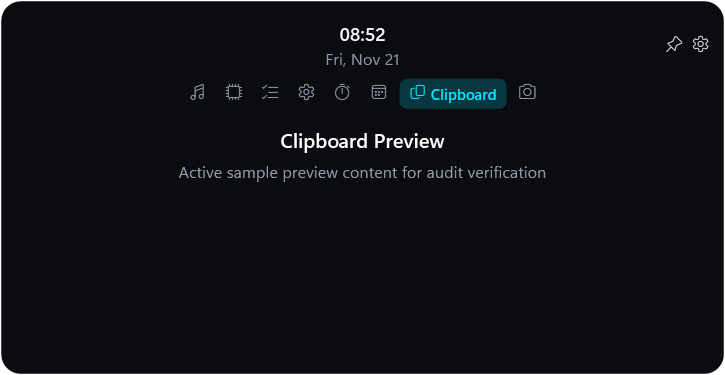 08:52
Fri, Nov 21
Clipboard
Clipboard Preview
Active sample preview content for audit verification